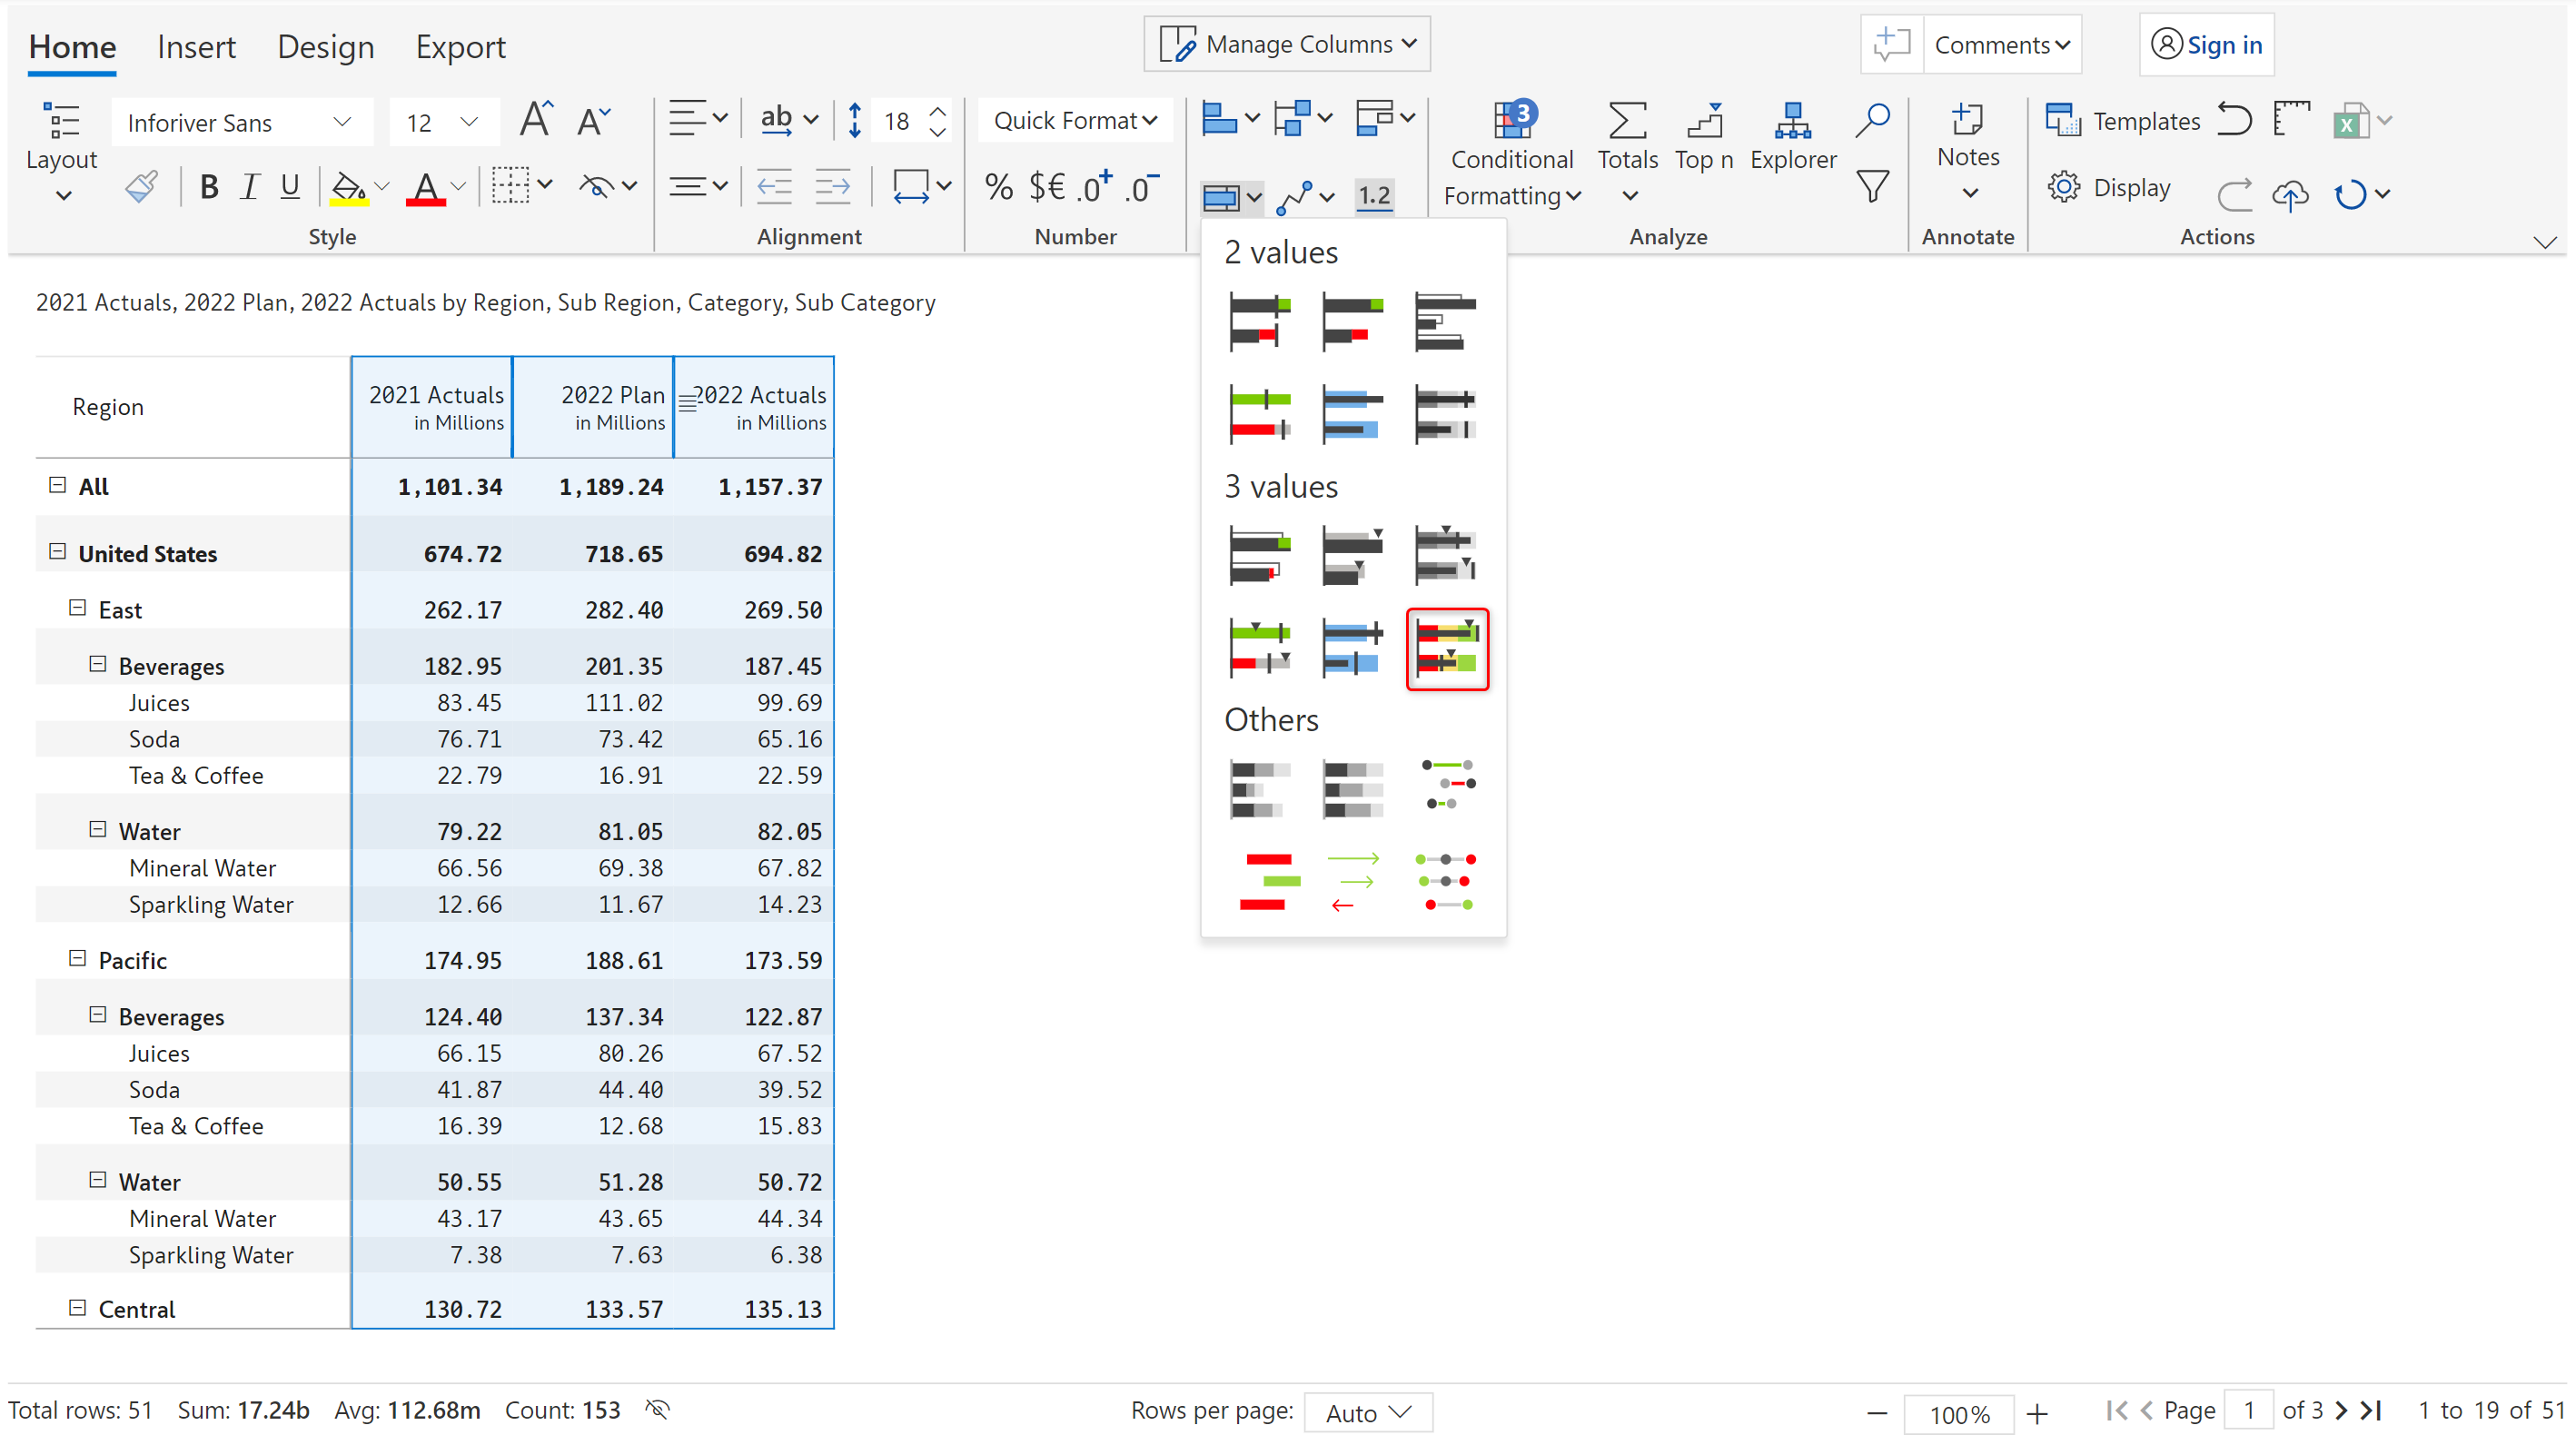 Home Insert Design Export Manage Columns Comments Sign in
Inforiver Sans 12 ab 18 Quick Format 3 Templates
Layout Conditional Formatting Totals Top n Explorer Notes
B I U A % $€ .0+ .0- 1.2 Display
Style Alignment Number Analyze Annotate Actions
2 values
3 values
Others
2021 Actuals, 2022 Plan, 2022 Actuals by Region, Sub Region, Category, Sub Category
Region 2021 Actuals in Millions 2022 Plan in Millions 2022 Actuals in Millions
All 1,101.34 1,189.24 1,157.37
United States 674.72 718.65 694.82
East 262.17 282.40 269.50
Beverages 182.95 201.35 187.45
Juices 83.45 111.02 99.69
Soda 76.71 73.42 65.16
Tea & Coffee 22.79 16.91 22.59
Water 79.22 81.05 82.05
Mineral Water 66.56 69.38 67.82
Sparkling Water 12.66 11.67 14.23
Pacific 174.95 188.61 173.59
Beverages 124.40 137.34 122.87
Juices 66.15 80.26 67.52
Soda 41.87 44.40 39.52
Tea & Coffee 16.39 12.68 15.83
Water 50.55 51.28 50.72
Mineral Water 43.17 43.65 44.34
Sparkling Water 7.38 7.63 6.38
Central 130.72 133.57 135.13
Total rows: 51 Sum: 17.24b Avg: 112.68m Count: 153 Rows per page: Auto 100% Page 1 of 3 1 to 19 of 51